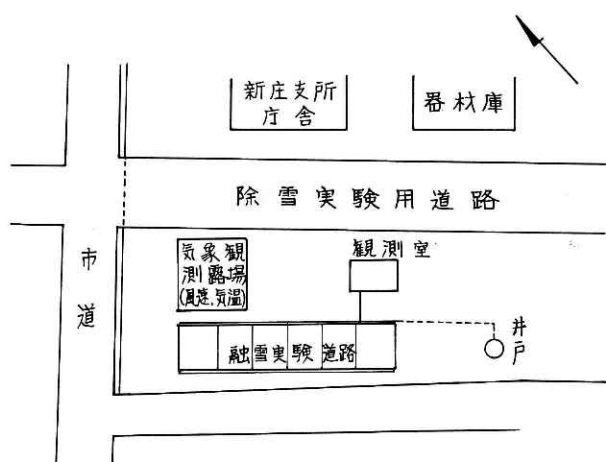 新庄支所
庁舎
器材庫
除雪実験用道路
市道
気象観
測露場
(風速、気温)
観測室
融雪実験道路
井戸